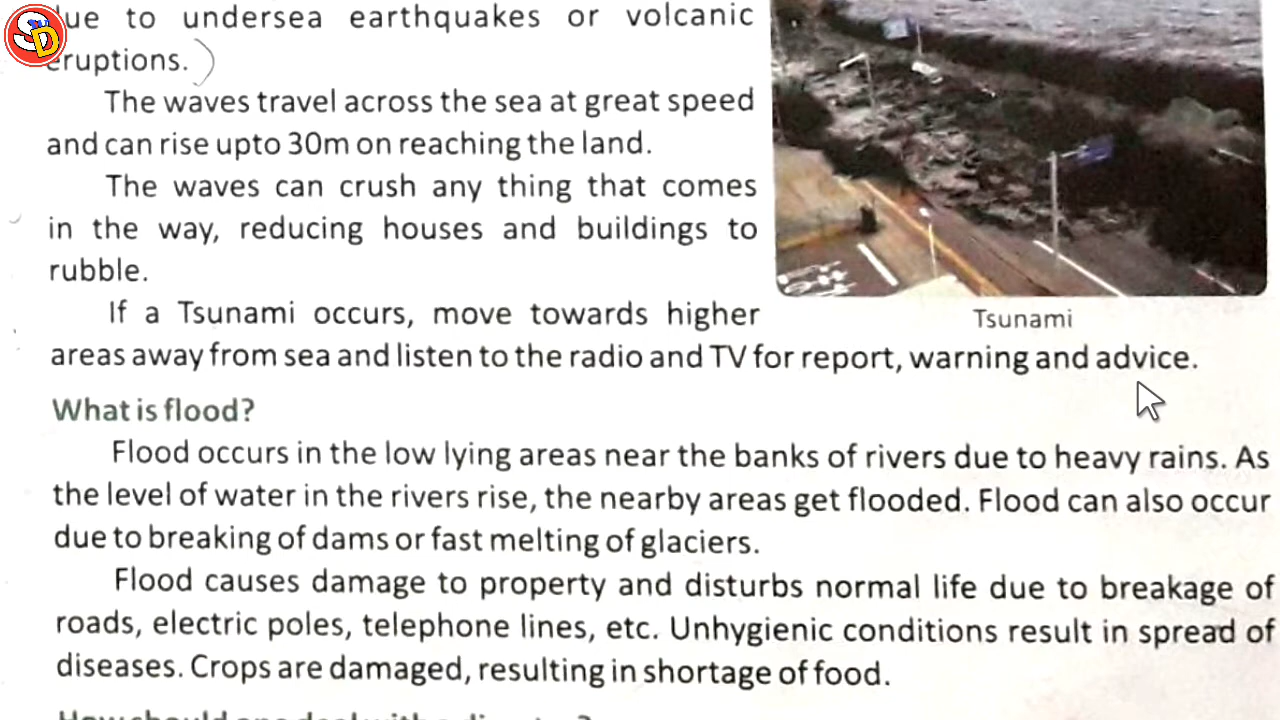 SD
due to undersea earthquakes or volcanic
eruptions.)
The waves travel across the sea at great speed
and can rise upto 30m on reaching the land.
The waves can crush any thing that comes
in the way, reducing houses and buildings to
rubble.
If a Tsunami occurs, move towards higher
Tsunami
areas away from sea and listen to the radio and TV for report, warning and advice.
What is flood?
Flood occurs in the low lying areas near the banks of rivers due to heavy rains. As
the level of water in the rivers rise, the nearby areas get flooded. Flood can also occur
due to breaking of dams or fast melting of glaciers.
Flood causes damage to property and disturbs normal life due to breakage of
roads, electric poles, telephone lines, etc. Unhygienic conditions result in spread of
diseases. Crops are damaged, resulting in shortage of food.
How should one deal with a disaster?